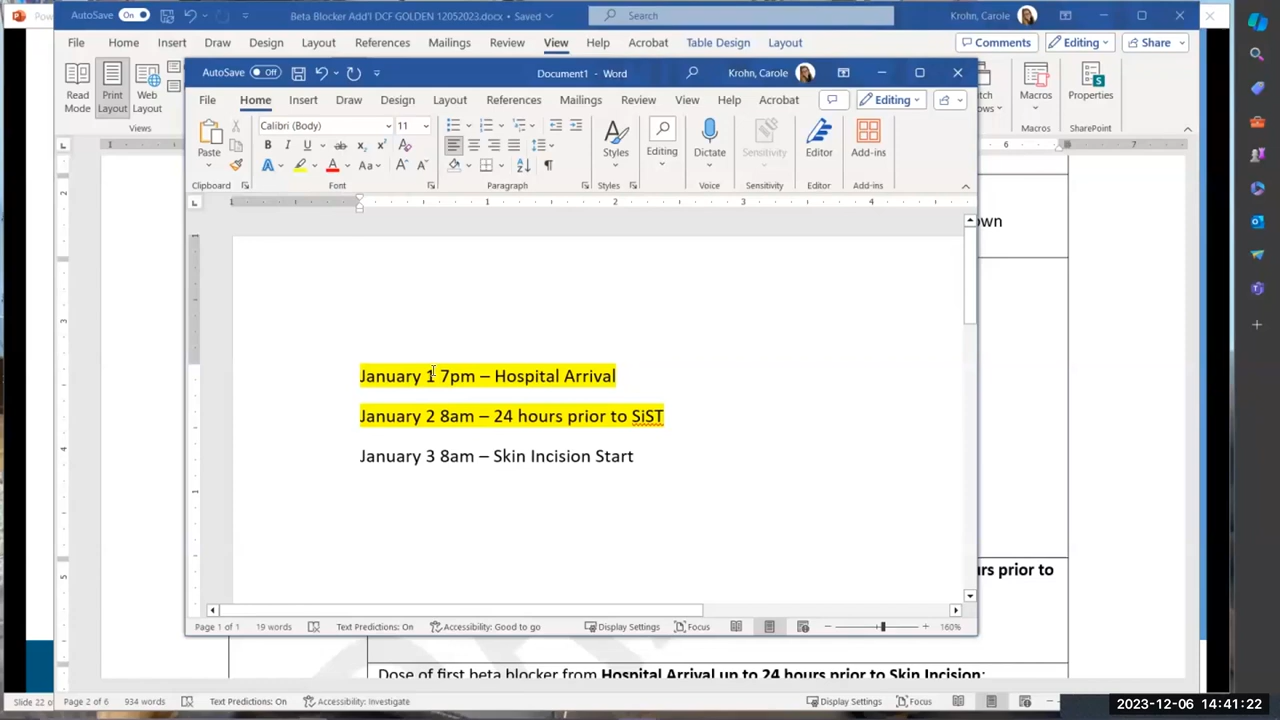 AutoSave On Beta Blocker Add'l DCF GOLDEN 12052023.docx • Saved Search Krohn, Carole
File Home Insert Draw Design Layout References Mailings Review View Help Acrobat Table Design Layout Comments Editing Share
Read Mode
Print Layout
Web Layout
Views
Macros
Macros
Properties
SharePoint
AutoSave Off Document1 - Word Krohn, Carole
File Home Insert Draw Design Layout References Mailings Review View Help Acrobat Editing
Paste
Clipboard
Calibri (Body) 11
Font
Paragraph
Styles
Styles
Editing
Dictate
Voice
Sensitivity
Sensitivity
Editor
Editor
Add-ins
Add-ins
January 1 7pm – Hospital Arrival
January 2 8am – 24 hours prior to SiST
January 3 8am – Skin Incision Start
Page 1 of 1 19 words Text Predictions: On Accessibility: Good to go Display Settings Focus 160%
own
urs prior to
Dose of first beta blocker from Hospital Arrival up to 24 hours prior to Skin Incision:
Slide 22 of Page 2 of 6 934 words Text Predictions: On Accessibility: Investigate Display Settings Focus
2023-12-06 14:41:22